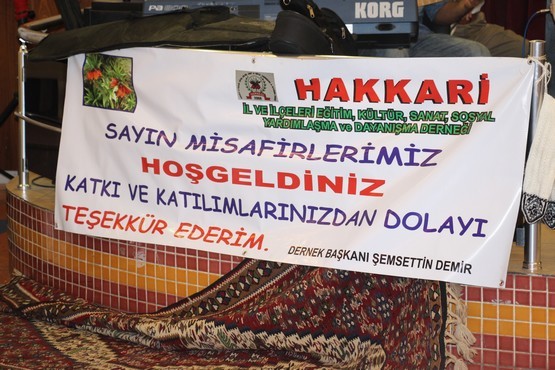 PA500
KORG
HAKKARİ
İL VE İLÇELERİ EĞİTİM, KÜLTÜR, SANAT, SOSYAL
YARDIMLAŞMA ve DAYANIŞMA DERNEĞİ
SAYIN MİSAFİRLERİMİZ
HOŞGELDİNİZ
KATKI VE KATILIMLARINIZDAN DOLAYI
TEŞEKKÜR EDERİM.
DERNEK BAŞKANI ŞEMSETTİN DEMİR